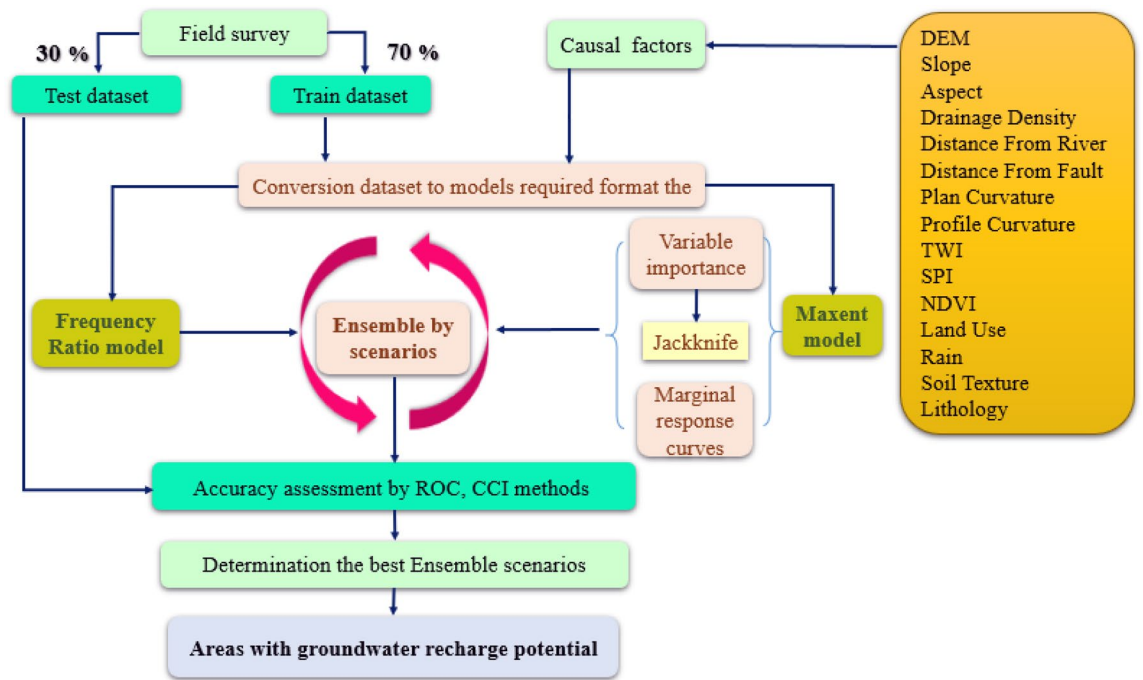 Field survey
30 %
70 %
Test dataset
Train dataset
Causal factors
DEM
Slope
Aspect
Drainage Density
Distance From River
Distance From Fault
Plan Curvature
Profile Curvature
TWI
SPI
NDVI
Land Use
Rain
Soil Texture
Lithology
Conversion dataset to models required format the
Frequency
Ratio model
Ensemble by
scenarios
Variable
importance
Jackknife
Marginal
response
curves
Maxent
model
Accuracy assessment by ROC, CCI methods
Determination the best Ensemble scenarios
Areas with groundwater recharge potential